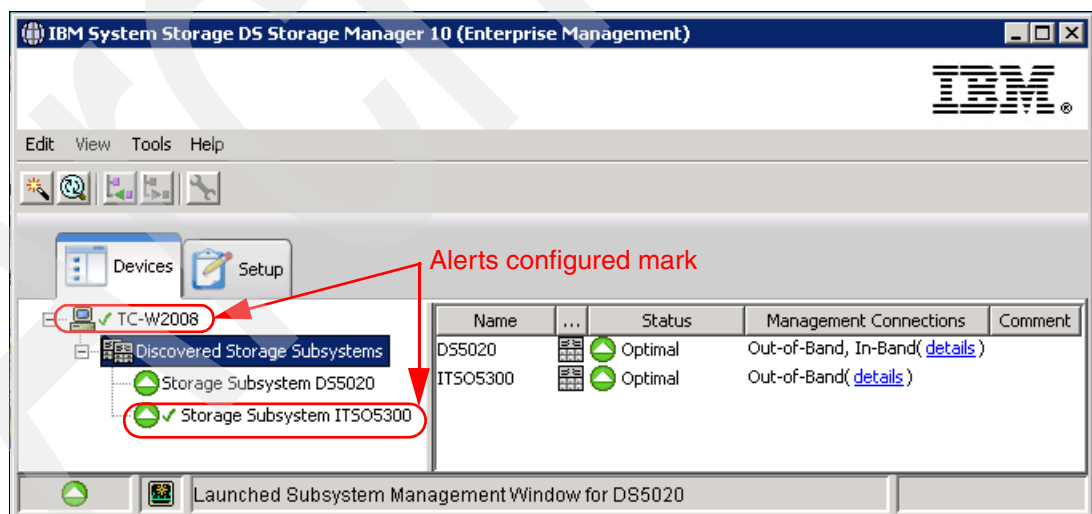 IBM System Storage DS Storage Manager 10 (Enterprise Management)
IBM®
Edit View Tools Help
Devices Setup
Alerts configured mark
TC-W2008
Discovered Storage Subsystems
Storage Subsystem DS5020
Storage Subsystem ITSO5300
Name ... Status Management Connections Comment
DS5020 Optimal Out-of-Band, In-Band( details )
ITSO5300 Optimal Out-of-Band( details )
Launched Subsystem Management Window for DS5020